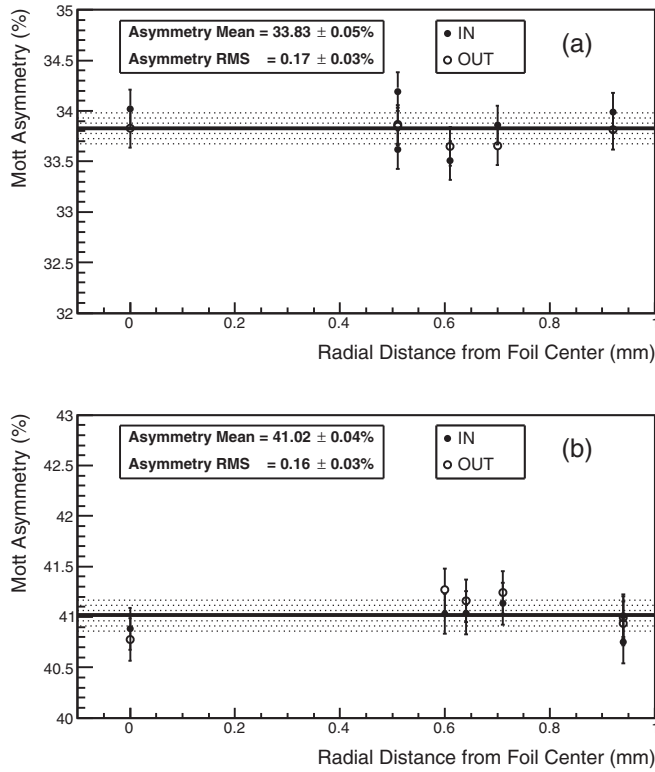 35
34.5
34
33.5
33
32.5
32
Mott Asymmetry (%)
Asymmetry Mean = 33.83 ± 0.05%
Asymmetry RMS = 0.17 ± 0.03%
IN
OUT
(a)
0 0.2 0.4 0.6 0.8 1
Radial Distance from Foil Center (mm)
43
42.5
42
41.5
41
40.5
40
Mott Asymmetry (%)
Asymmetry Mean = 41.02 ± 0.04%
Asymmetry RMS = 0.16 ± 0.03%
IN
OUT
(b)
0 0.2 0.4 0.6 0.8 1
Radial Distance from Foil Center (mm)